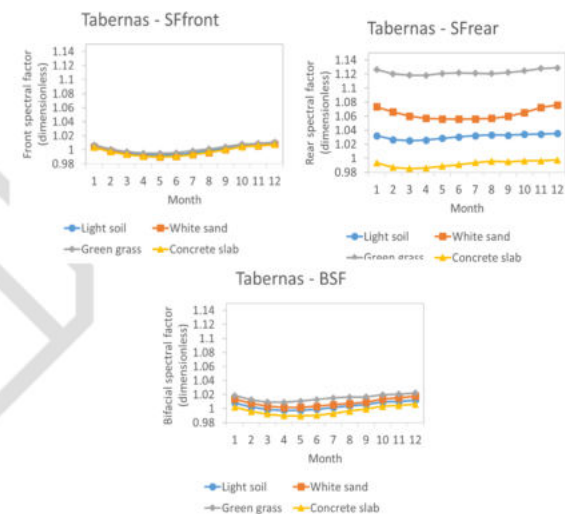 Tabernas - SFfront
Front spectral factor
(dimensionless)
1.14
1.12
1.1
1.08
1.06
1.04
1.02
1
0.98
1 2 3 4 5 6 7 8 9 10 11 12
Month
Light soil White sand
Green grass Concrete slab
Tabernas - SFrear
Rear spectral factor
(dimensionless)
1.14
1.12
1.1
1.08
1.06
1.04
1.02
1
0.98
1 2 3 4 5 6 7 8 9 10 11 12
Month
Light soil White sand
Green grass Concrete slab
Tabernas - BSF
Bifacial spectral factor
(dimensionless)
1.14
1.12
1.1
1.08
1.06
1.04
1.02
1
0.98
1 2 3 4 5 6 7 8 9 10 11 12
Month
Light soil White sand
Green grass Concrete slab